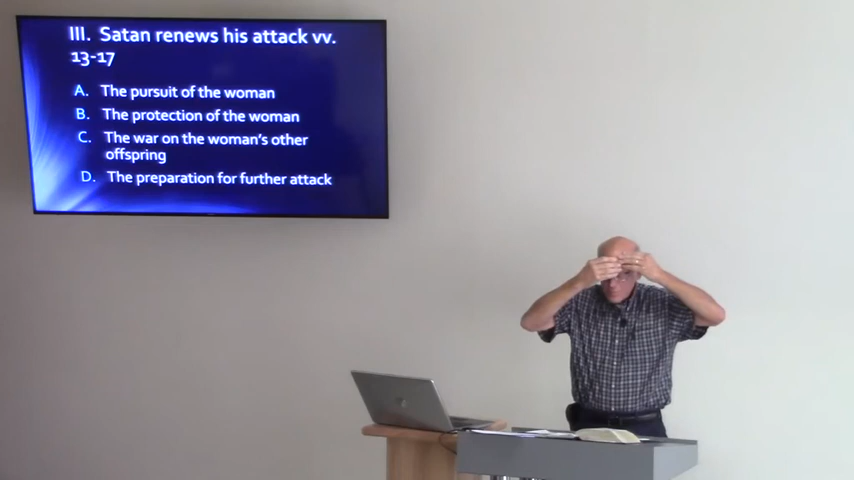 III. Satan renews his attack vv.
13-17
A. The pursuit of the woman
B. The protection of the woman
C. The war on the woman's other
offspring
D. The preparation for further attack